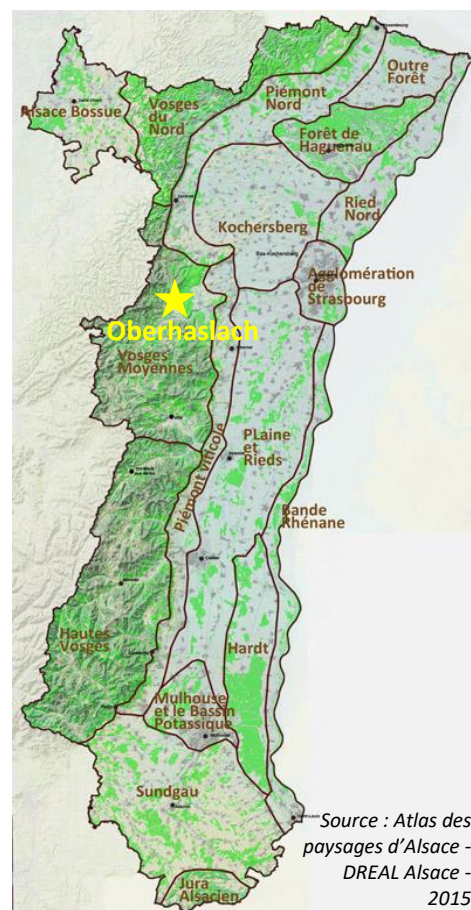 Outre
Forêt
Piémont
Nord
Alsace Bossue
Vosges
du
Nord
Forêt de
Haguenau
Ried
Nord
Kochersberg
Agglomération
de
Strasbourg
Oberhaslach
Vosges
Moyennes
Piémont viticole
PLaine
et
Rieds
Bande
Rhénane
Hautes
Vosges
Hardt
Mulhouse
et le Bassin
Potassique
Sundgau
Jura
Alsacien
Source : Atlas des
paysages d'Alsace -
DREAL Alsace -
2015